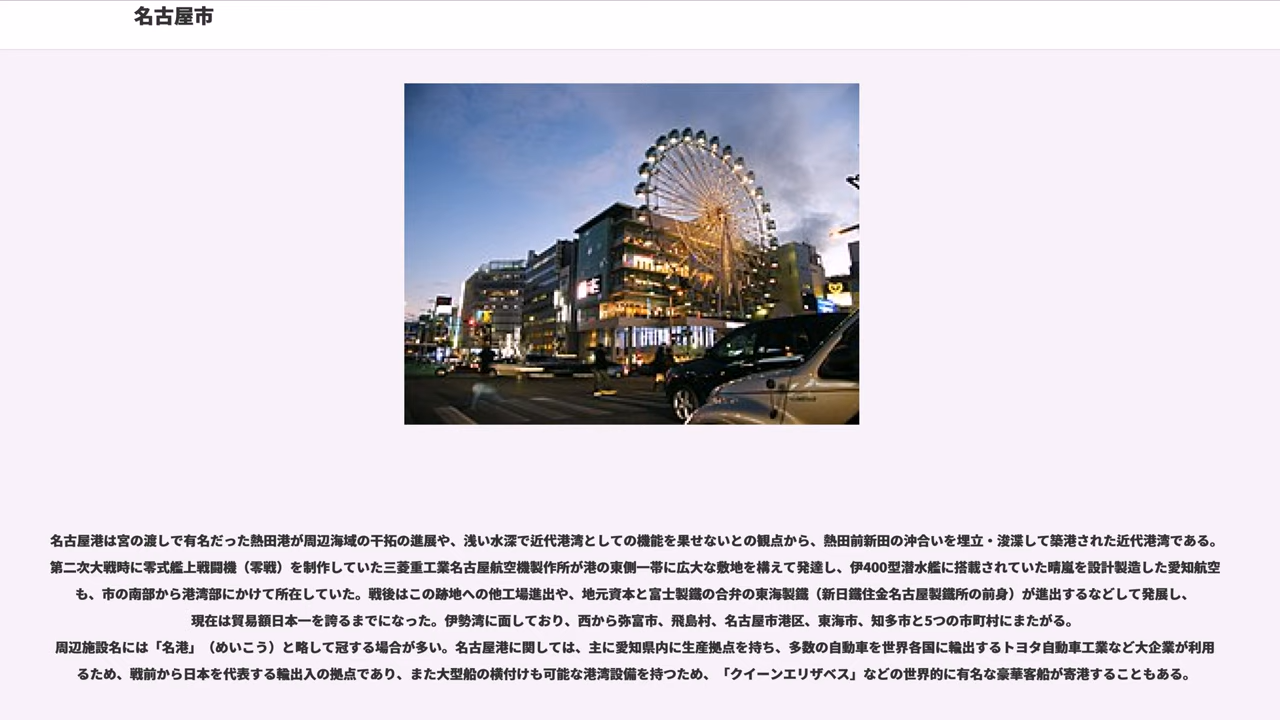 名古屋市
名古屋港は宮の渡しで有名だった熱田港が周辺海域の干拓の進展や、浅い水深で近代港湾としての機能を果せないとの観点から、熱田前新田の沖合いを埋立・浚渫して築港された近代港湾である。
第二次大戦時に零式艦上戦闘機（零戦）を制作していた三菱重工業名古屋航空機製作所が港の東側一帯に広大な敷地を構えて発達し、伊400型潜水艦に搭載されていた晴嵐を設計製造した愛知航空
も、市の南部から港湾部にかけて所在していた。戦後はこの跡地への他工場進出や、地元資本と富士製鐵の合弁の東海製鐵（新日鐵住金名古屋製鐵所の前身）が進出するなどして発展し、
現在は貿易額日本一を誇るまでになった。伊勢湾に面しており、西から弥富市、飛島村、名古屋市港区、東海市、知多市と5つの市町村にまたがる。
周辺施設名には「名港」（めいこう）と略して冠する場合が多い。名古屋港に関しては、主に愛知県内に生産拠点を持ち、多数の自動車を世界各国に輸出するトヨタ自動車工業など大企業が利用
るため、戦前から日本を代表する輸出入の拠点であり、また大型船の横付けも可能な港湾設備を持つため、「クイーンエリザベス」などの世界的に有名な豪華客船が寄港することもある。